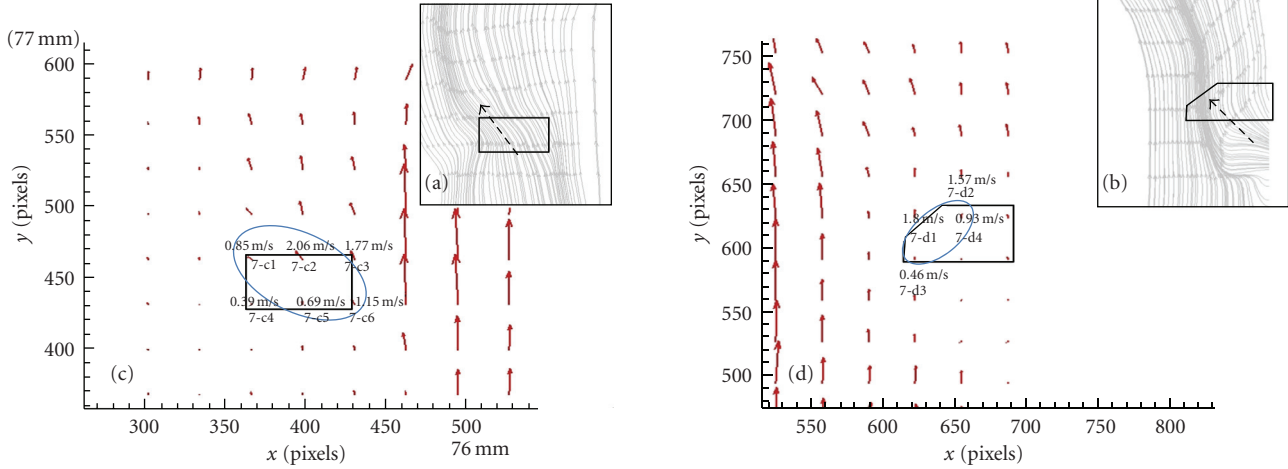 (77 mm)
600
550
500
450
400
y (pixels)
(a)
0.85 m/s 2.06 m/s 1.77 m/s
7-c1 7-c2 7-c3
0.39 m/s 0.69 m/s 1.15 m/s
7-c4 7-c5 7-c6
(c)
300 350 400 450 500
x (pixels)
76 mm
750
700
650
600
550
500
y (pixels)
(b)
1.57 m/s
7-d2
1.8 m/s 0.93 m/s
7-d1 7-d4
0.46 m/s
7-d3
(d)
550 600 650 700 750 800
x (pixels)